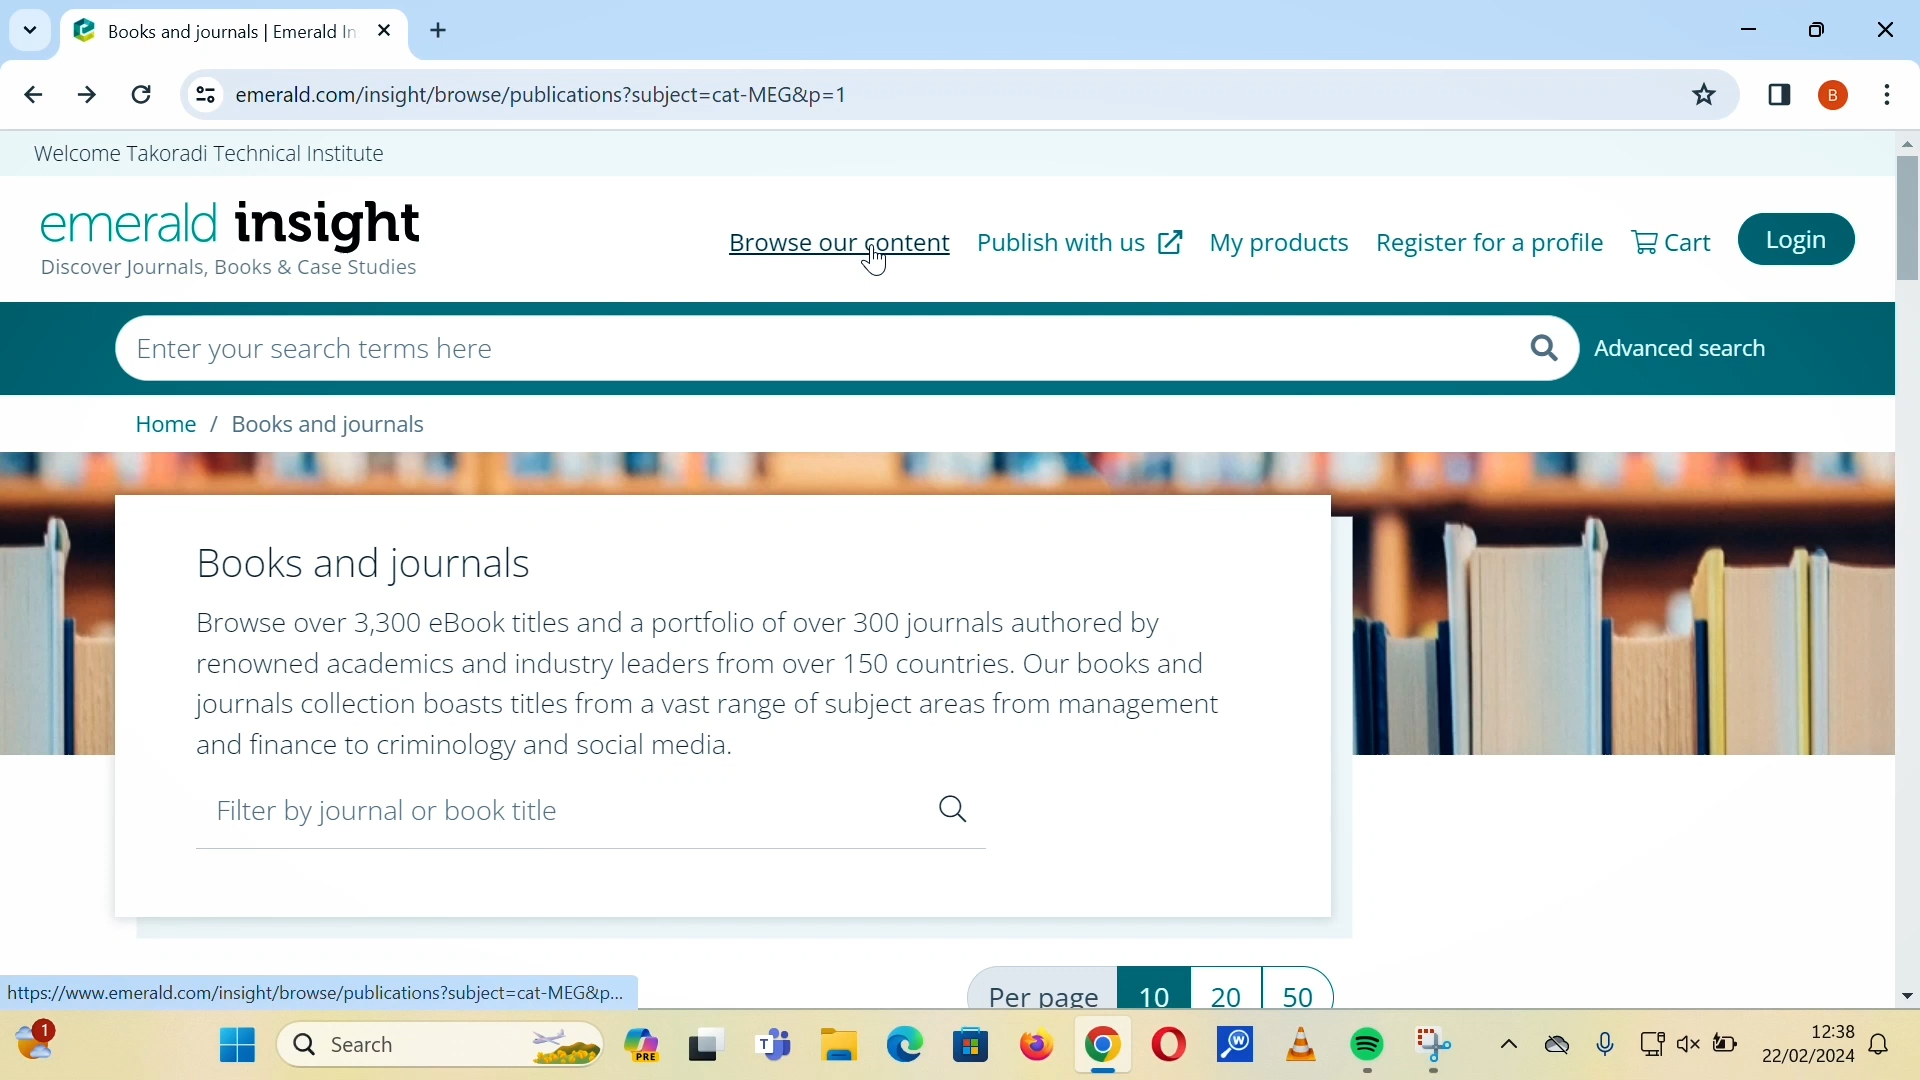 Books and journals | Emerald In
emerald.com/insight/browse/publications?subject=cat-MEG&p=1
B
Welcome Takoradi Technical Institute
emerald insight
Discover Journals, Books & Case Studies
Browse our content Publish with us My products Register for a profile Cart Login
Enter your search terms here Advanced search
Home / Books and journals
Books and journals
Browse over 3,300 eBook titles and a portfolio of over 300 journals authored by
renowned academics and industry leaders from over 150 countries. Our books and
journals collection boasts titles from a vast range of subject areas from management
and finance to criminology and social media.
Filter by journal or book title
Per page 10 20 50
https://www.emerald.com/insight/browse/publications?subject=cat-MEG&p...
1
Search
PRE
T
W
12:38
22/02/2024